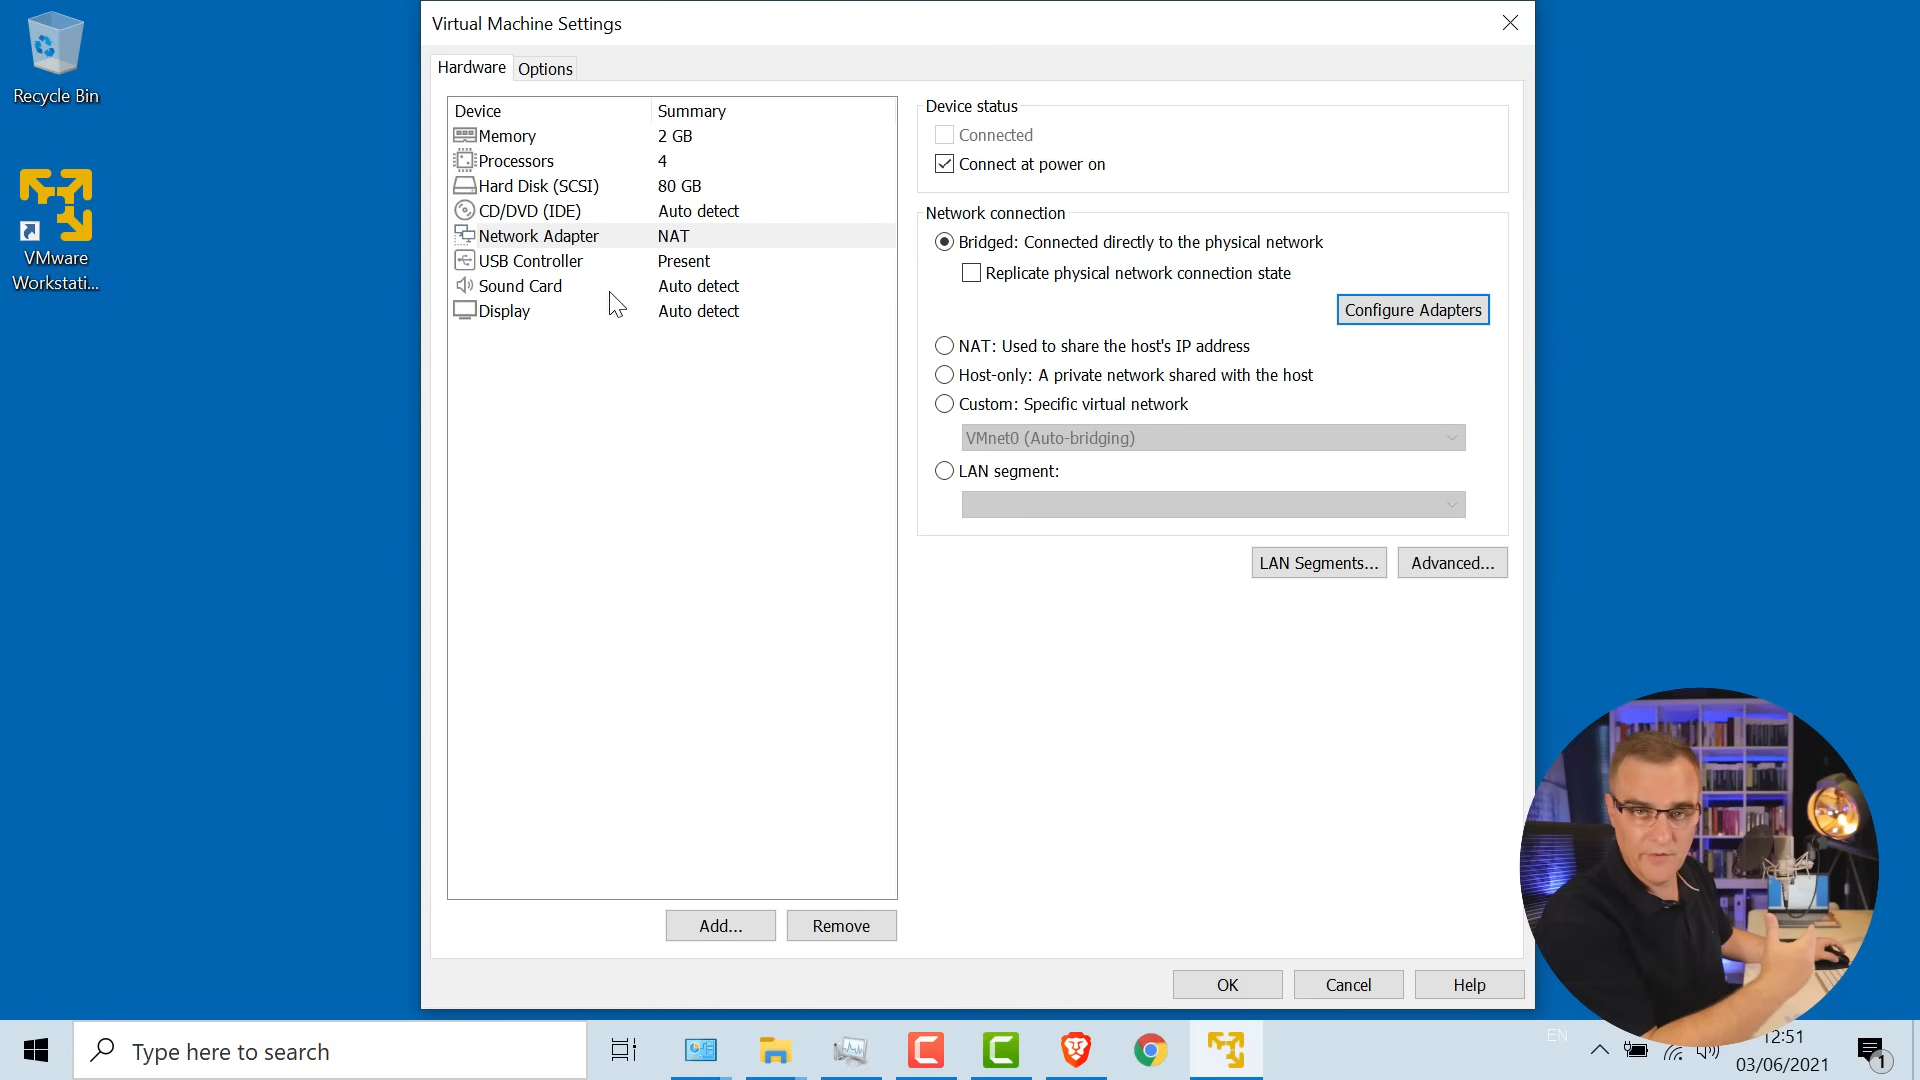 Recycle Bin
VMware
Workstati...
Virtual Machine Settings
Hardware
Options
Device Summary
Memory 2 GB
Processors 4
Hard Disk (SCSI) 80 GB
CD/DVD (IDE) Auto detect
Network Adapter NAT
USB Controller Present
Sound Card Auto detect
Display Auto detect
Add...
Remove
Device status
Connected
Connect at power on
Network connection
Bridged: Connected directly to the physical network
Replicate physical network connection state
Configure Adapters
NAT: Used to share the host's IP address
Host-only: A private network shared with the host
Custom: Specific virtual network
VMnet0 (Auto-bridging)
LAN segment:
LAN Segments...
Advanced...
OK
Cancel
Help
Type here to search
EN
12:51
03/06/2021
1